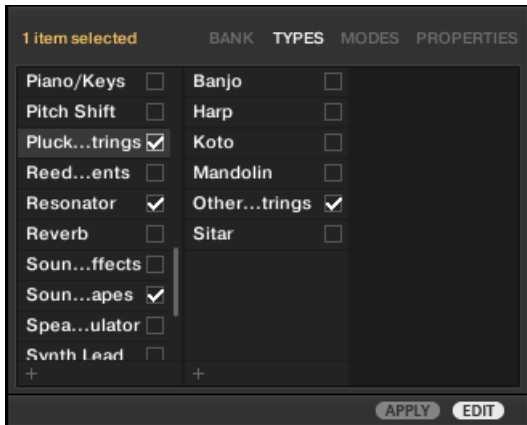 1 item selected BANK TYPES MODES PROPERTIES
Piano/Keys Banjo
Pitch Shift Harp
Pluck...trings Koto
Reed...ents Mandolin
Resonator Other...trings
Reverb Sitar
Soun...ffects
Soun...apes
Spea...ulator
Synth Lead
+ +
APPLY EDIT